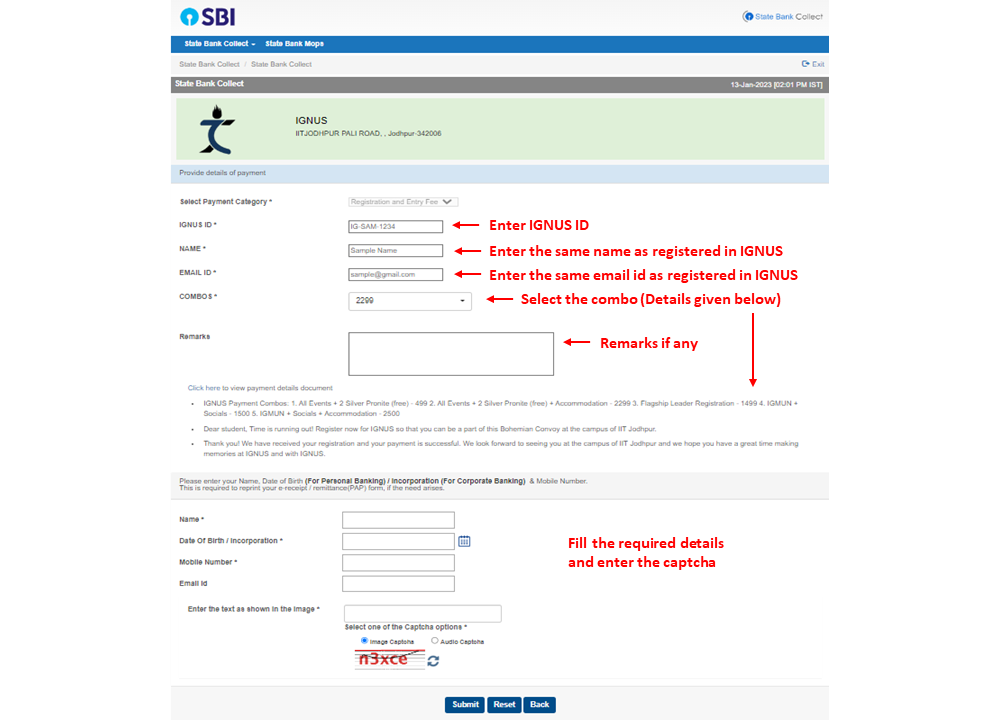 SBI
State Bank Collect
State Bank Collect State Bank Mops
State Bank Collect / State Bank Collect
Exit
State Bank Collect
13-Jan-2023 [02:01 PM IST]
IGNUS
IITJODHPUR PALI ROAD, , Jodhpur-342006
Provide details of payment
Select Payment Category * Registration and Entry Fee
IGNUS ID * IG-SAM-1234 Enter IGNUS ID
NAME * Sample Name Enter the same name as registered in IGNUS
EMAIL ID * sample@gmail.com Enter the same email id as registered in IGNUS
COMBOS * 2299 Select the combo (Details given below)
Remarks Remarks if any
Click here to view payment details document
• IGNUS Payment Combos: 1. All Events + 2 Silver Pronite (free) - 499 2. All Events + 2 Silver Pronite (free) + Accommodation - 2299 3. Flagship Leader Registration - 1499 4. IGMUN +
Socials - 1500 5. IGMUN + Socials + Accommodation - 2500
• Dear student, Time is running out! Register now for IGNUS so that you can be a part of this Bohemian Convoy at the campus of IIT Jodhpur.
• Thank you! We have received your registration and your payment is successful. We look forward to seeing you at the campus of IIT Jodhpur and we hope you have a great time making
memories at IGNUS and with IGNUS.
Please enter your Name, Date of Birth (For Personal Banking) / Incorporation (For Corporate Banking) & Mobile Number.
This is required to reprint your e-receipt / remittance(PAP) form, if the need arises.
Name *
Date Of Birth / Incorporation *
Mobile Number *
Email Id
Fill the required details
and enter the captcha
Enter the text as shown in the image *
Select one of the Captcha options *
Image Captcha Audio Captcha
n3xce
Submit Reset Back